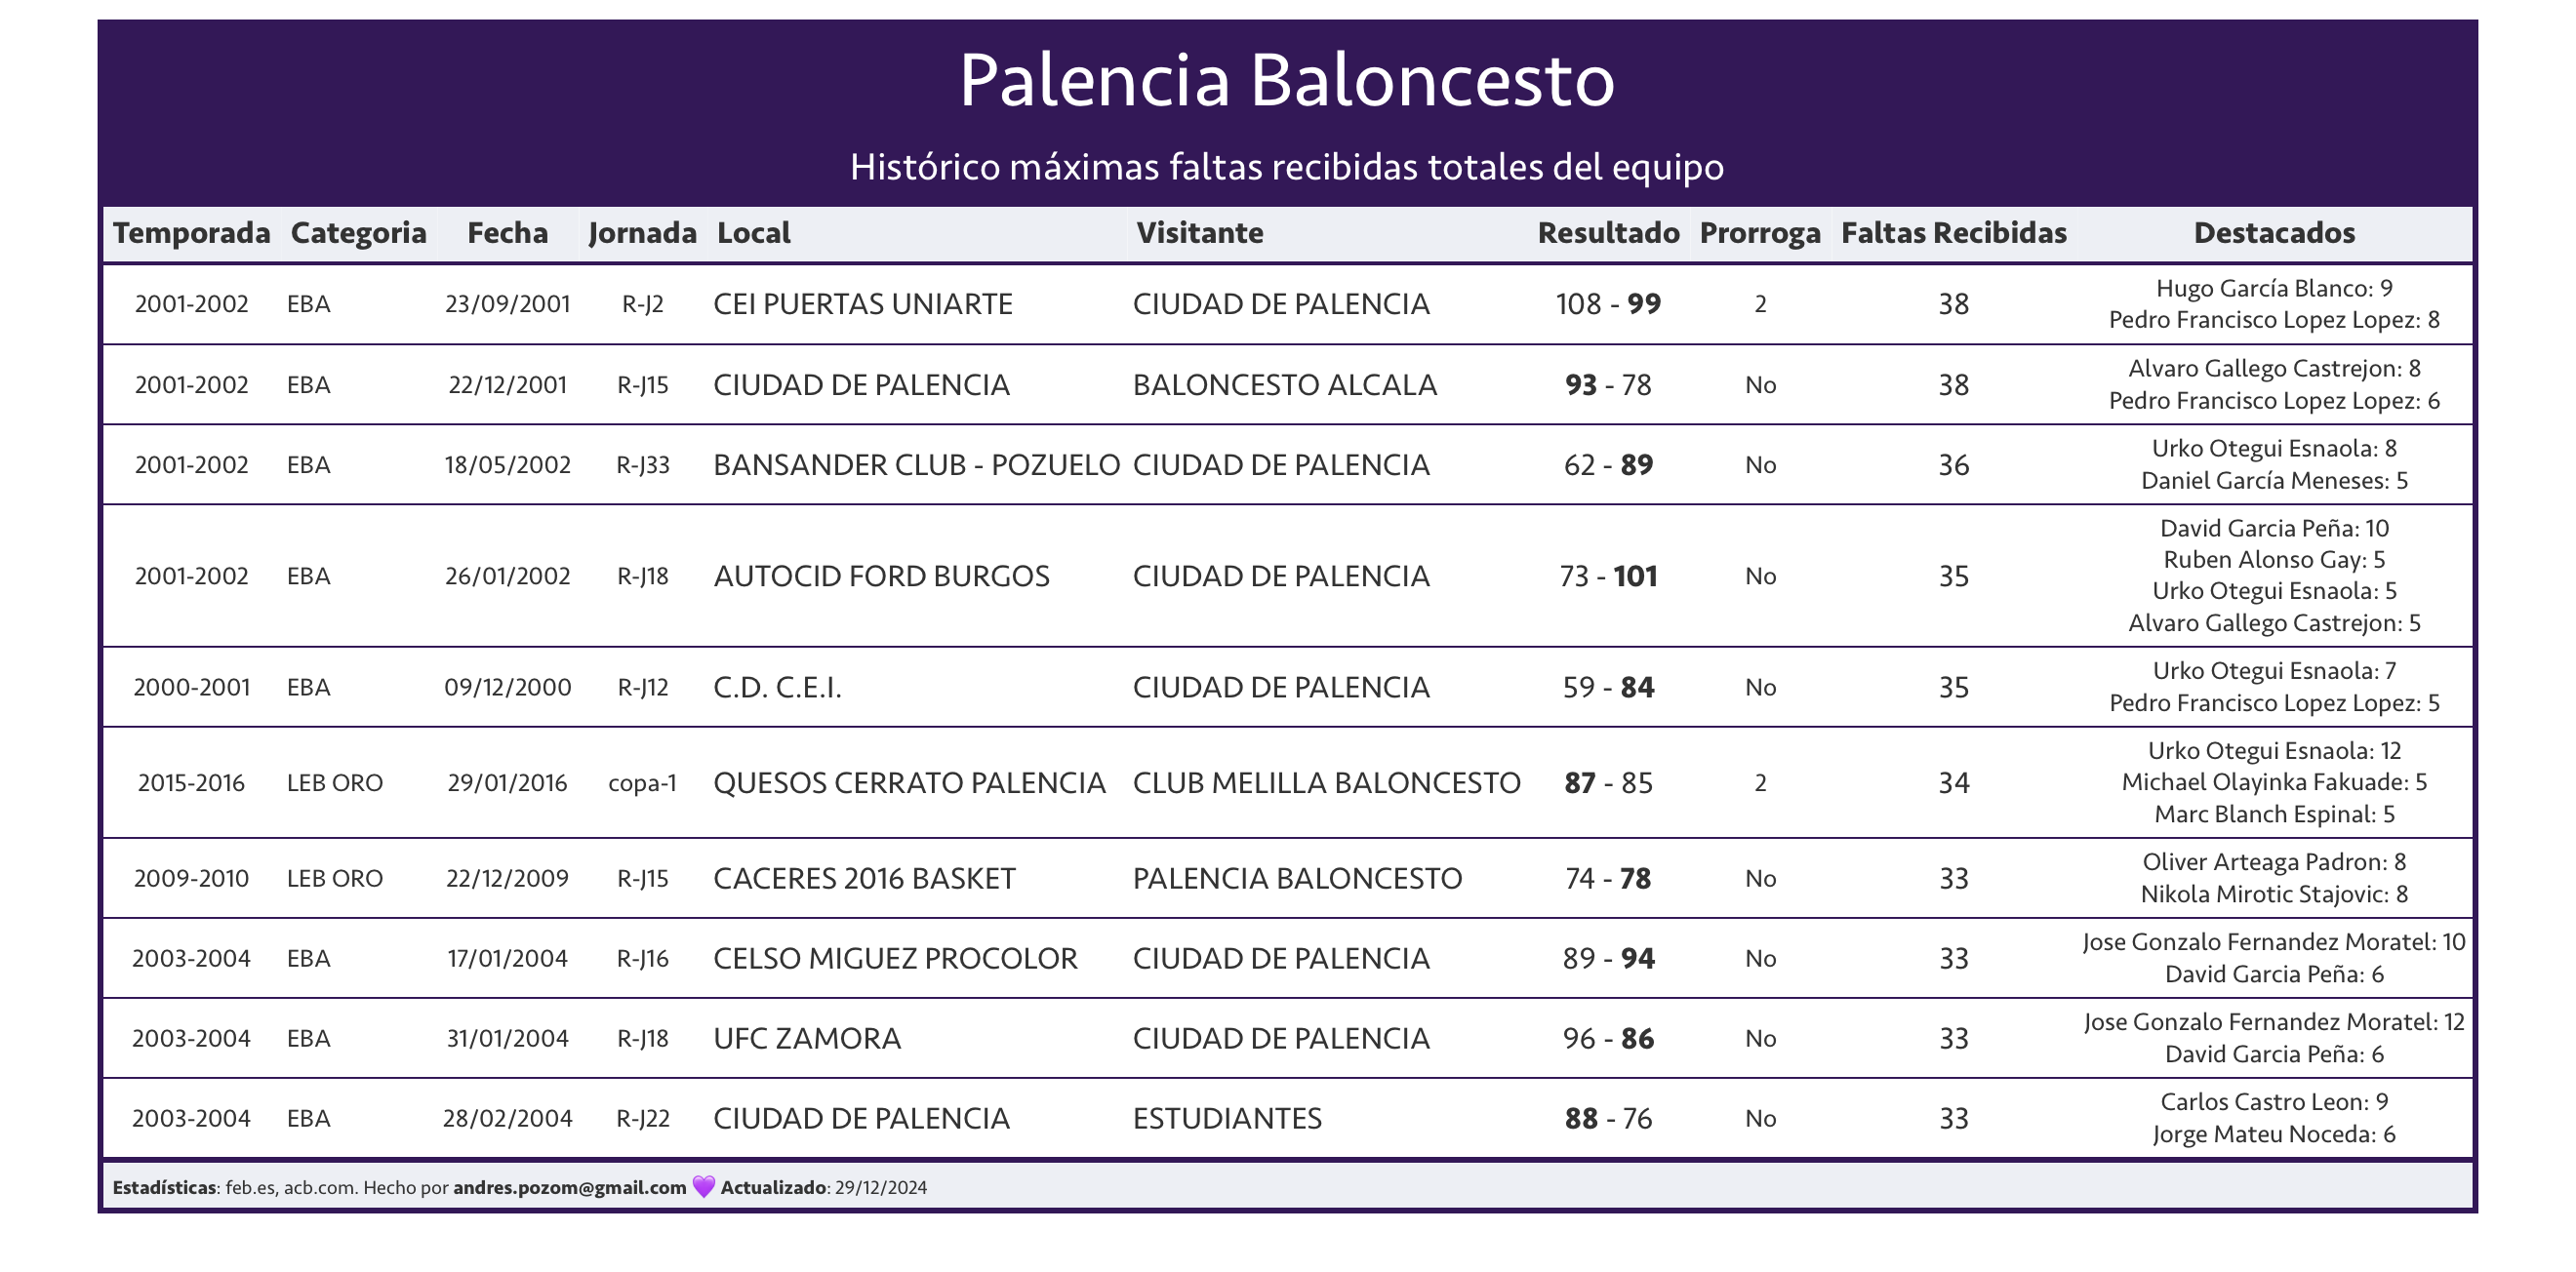 Palencia Baloncesto
Histórico máximas faltas recibidas totales del equipo
Temporada Categoria Fecha Jornada Local Visitante Resultado Prorroga Faltas Recibidas Destacados
2001-2002 EBA 23/09/2001 R-J2 CEI PUERTAS UNIARTE CIUDAD DE PALENCIA 108 - 99 2 38 Hugo García Blanco: 9
Pedro Francisco Lopez Lopez: 8
2001-2002 EBA 22/12/2001 R-J15 CIUDAD DE PALENCIA BALONCESTO ALCALA 93 - 78 No 38 Alvaro Gallego Castrejon: 8
Pedro Francisco Lopez Lopez: 6
2001-2002 EBA 18/05/2002 R-J33 BANSANDER CLUB - POZUELO CIUDAD DE PALENCIA 62 - 89 No 36 Urko Otegui Esnaola: 8
Daniel García Meneses: 5
2001-2002 EBA 26/01/2002 R-J18 AUTOCID FORD BURGOS CIUDAD DE PALENCIA 73 - 101 No 35 David Garcia Peña: 10
Ruben Alonso Gay: 5
Urko Otegui Esnaola: 5
Alvaro Gallego Castrejon: 5
2000-2001 EBA 09/12/2000 R-J12 C.D. C.E.I. CIUDAD DE PALENCIA 59 - 84 No 35 Urko Otegui Esnaola: 7
Pedro Francisco Lopez Lopez: 5
2015-2016 LEB ORO 29/01/2016 copa-1 QUESOS CERRATO PALENCIA CLUB MELILLA BALONCESTO 87 - 85 2 34 Urko Otegui Esnaola: 12
Michael Olayinka Fakuade: 5
Marc Blanch Espinal: 5
2009-2010 LEB ORO 22/12/2009 R-J15 CACERES 2016 BASKET PALENCIA BALONCESTO 74 - 78 No 33 Oliver Arteaga Padron: 8
Nikola Mirotic Stajovic: 8
2003-2004 EBA 17/01/2004 R-J16 CELSO MIGUEZ PROCOLOR CIUDAD DE PALENCIA 89 - 94 No 33 Jose Gonzalo Fernandez Moratel: 10
David Garcia Peña: 6
2003-2004 EBA 31/01/2004 R-J18 UFC ZAMORA CIUDAD DE PALENCIA 96 - 86 No 33 Jose Gonzalo Fernandez Moratel: 12
David Garcia Peña: 6
2003-2004 EBA 28/02/2004 R-J22 CIUDAD DE PALENCIA ESTUDIANTES 88 - 76 No 33 Carlos Castro Leon: 9
Jorge Mateu Noceda: 6
Estadísticas: feb.es, acb.com. Hecho por andres.pozom@gmail.com 💜 Actualizado: 29/12/2024